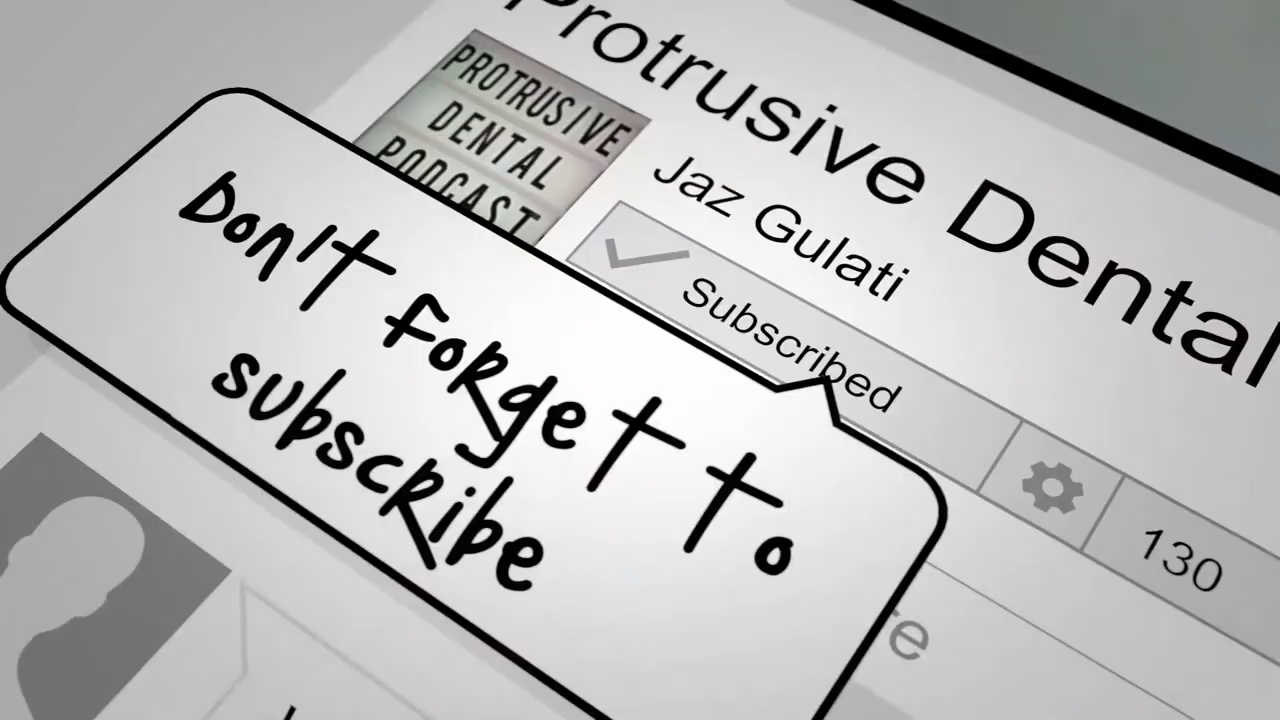 Protrusive Dental
PROTRUSIVE
DENTAL
PODCAST
Jaz Gulati
Subscribed
130
Don't forget to
subscribe